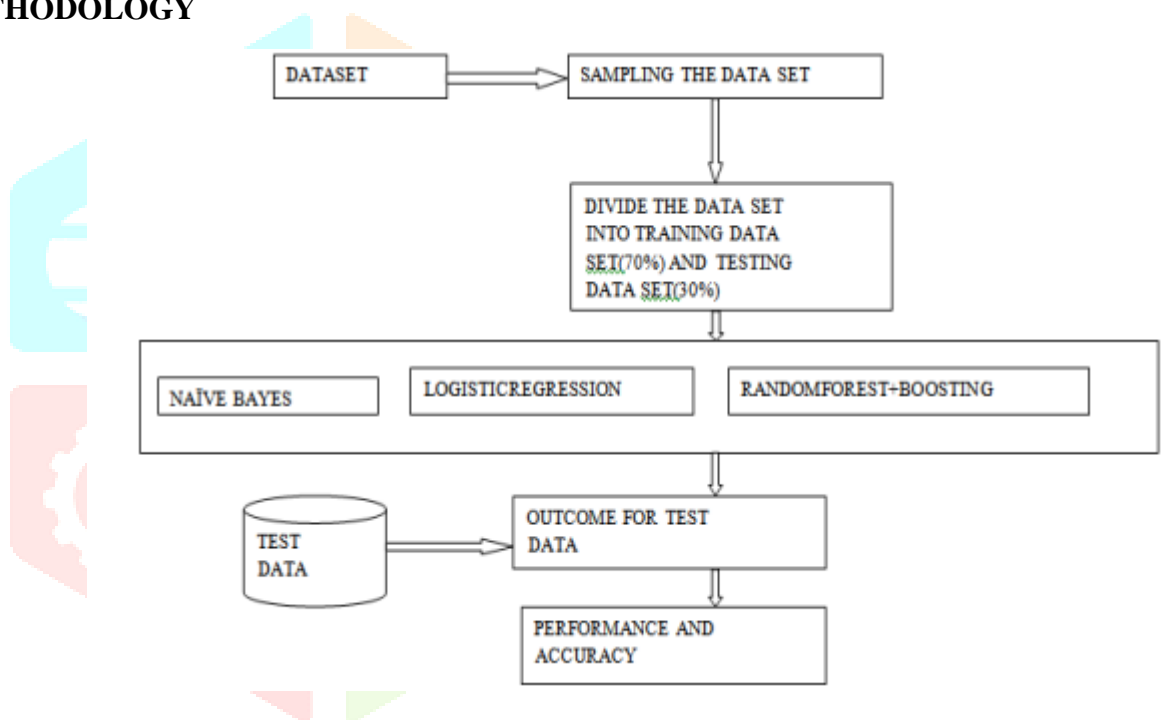 THODOLOGY
DATASET
SAMPLING THE DATA SET
DIVIDE THE DATA SET
INTO TRAINING DATA
SET(70%) AND TESTING
DATA SET(30%)
NAÏVE BAYES
LOGISTICREGRESSION
RANDOMFOREST+BOOSTING
TEST
DATA
OUTCOME FOR TEST
DATA
PERFORMANCE AND
ACCURACY